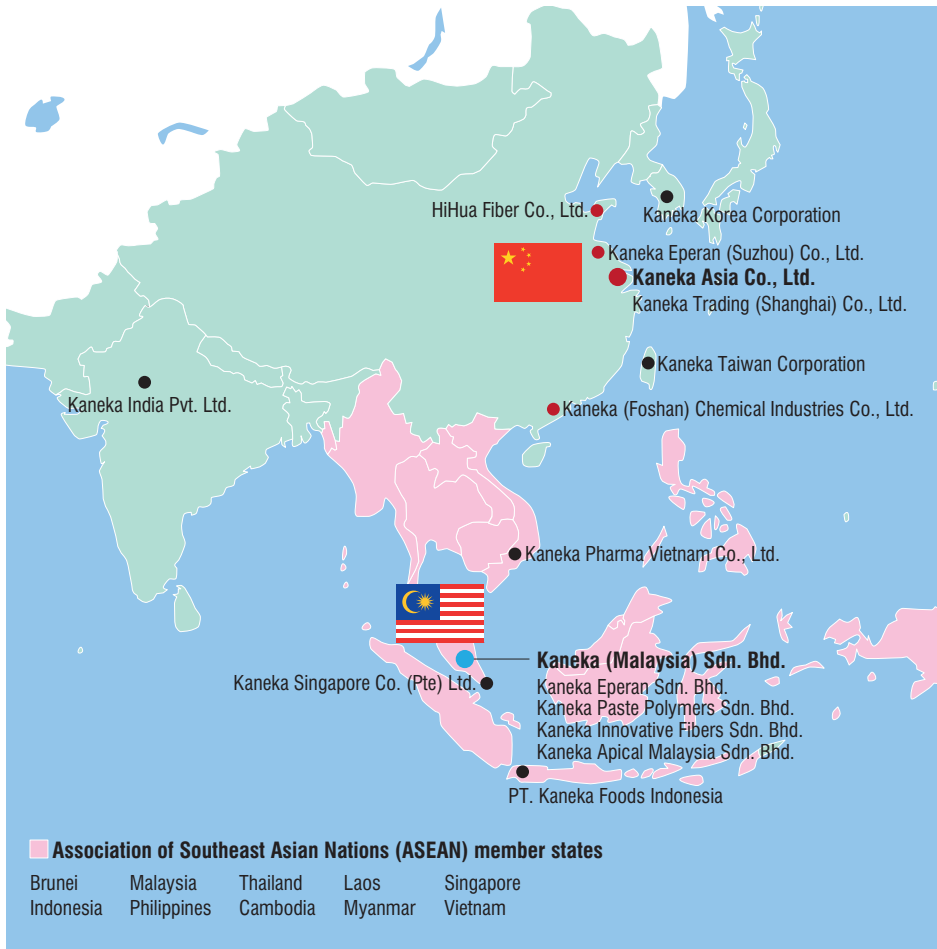 HiHua Fiber Co., Ltd.
Kaneka Korea Corporation
Kaneka Eperan (Suzhou) Co., Ltd.
Kaneka Asia Co., Ltd.
Kaneka Trading (Shanghai) Co., Ltd.
Kaneka Taiwan Corporation
Kaneka India Pvt. Ltd.
Kaneka (Foshan) Chemical Industries Co., Ltd.
Kaneka Pharma Vietnam Co., Ltd.
Kaneka (Malaysia) Sdn. Bhd.
Kaneka Singapore Co. (Pte) Ltd.
Kaneka Eperan Sdn. Bhd.
Kaneka Paste Polymers Sdn. Bhd.
Kaneka Innovative Fibers Sdn. Bhd.
Kaneka Apical Malaysia Sdn. Bhd.
PT. Kaneka Foods Indonesia
Association of Southeast Asian Nations (ASEAN) member states
Brunei Malaysia Thailand Laos Singapore
Indonesia Philippines Cambodia Myanmar Vietnam